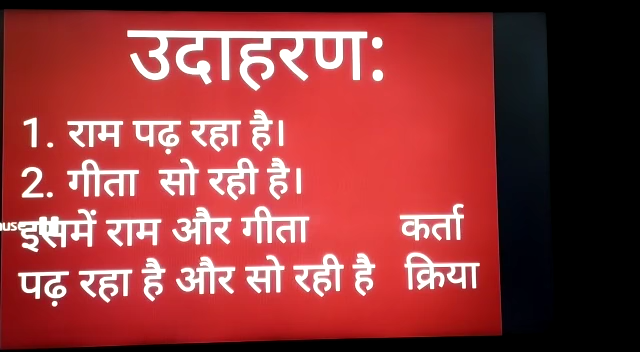 उदाहरण:
1. राम पढ़ रहा है।
2. गीता सो रही है।
इसमें राम और गीता कर्ता
पढ़ रहा है और सो रही है क्रिया